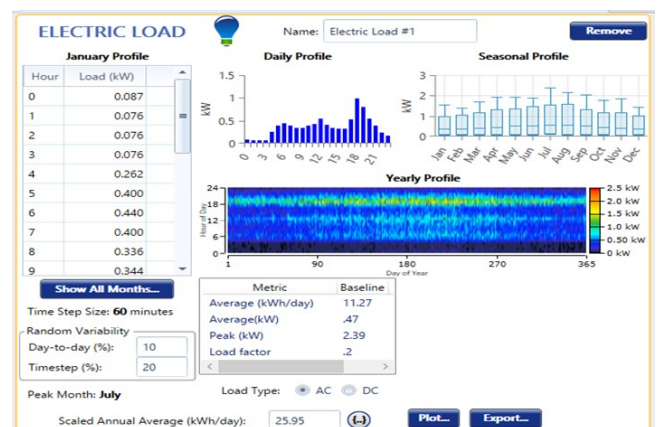 ELECTRIC LOAD
Name: Electric Load #1
Remove
January Profile
Hour Load (kW)
0 0.087
1 0.076
2 0.076
3 0.076
4 0.262
5 0.400
6 0.440
7 0.400
8 0.336
9 0.344
Show All Months...
Time Step Size: 60 minutes
Random Variability
Day-to-day (%): 10
Timestep (%): 20
Peak Month: July
Scaled Annual Average (kWh/day): 25.95 {..}
Daily Profile
kW
1.5
1
0.5
0
0 3 6 9 12 15 18 21
Seasonal Profile
kW
3
2
1
0
Jan Feb Mar Apr May Jun Jul Aug Sep Oct Nov Dec
Yearly Profile
Hour of Day
24
18
12
6
0
1 90 180 270 365
Day of Year
2.5 kW
2.0 kW
1.5 kW
1.0 kW
0.50 kW
0 kW
Metric Baseline
Average (kWh/day) 11.27
Average(kW) .47
Peak (kW) 2.39
Load factor .2
Load Type: AC DC
Plot... Export...